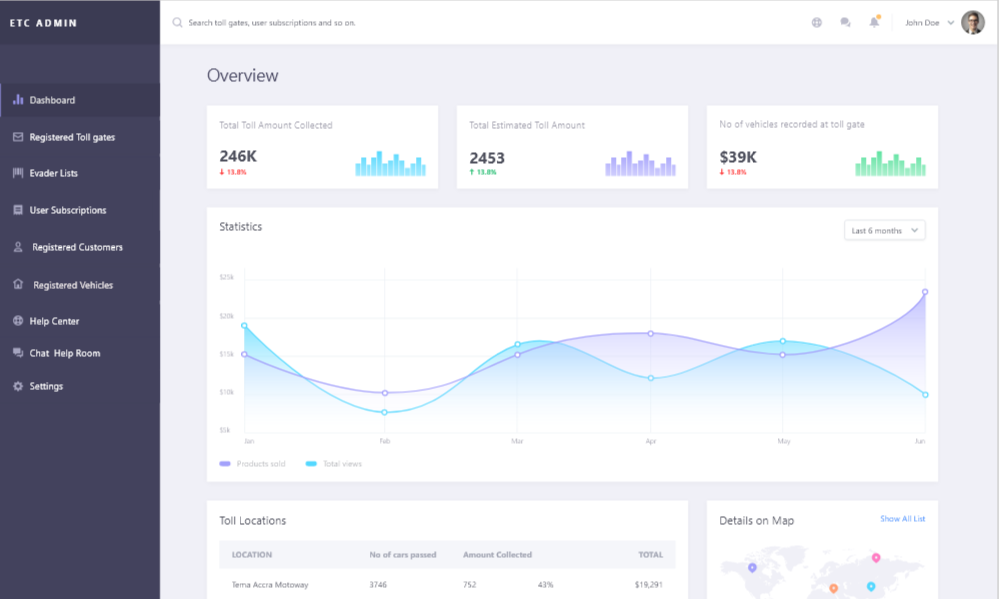 ETC ADMIN
Search toll gates, user subscriptions and so on.
John Doe
Dashboard
Registered Toll gates
Evader Lists
User Subscriptions
Registered Customers
Registered Vehicles
Help Center
Chat Help Room
Settings
Overview
Total Toll Amount Collected
246K
↓ 13.8%
Total Estimated Toll Amount
2453
↑ 13.8%
No of vehicles recorded at toll gate
$39K
↓ 13.8%
Statistics
Last 6 months
$25k
$20k
$15k
$10k
$5k
Jan Feb Mar Apr May Jun
Products sold Total views
Toll Locations
LOCATION No of cars passed Amount Collected TOTAL
Tema Accra Motoway 3746 752 43% $19,291
Details on Map
Show All List